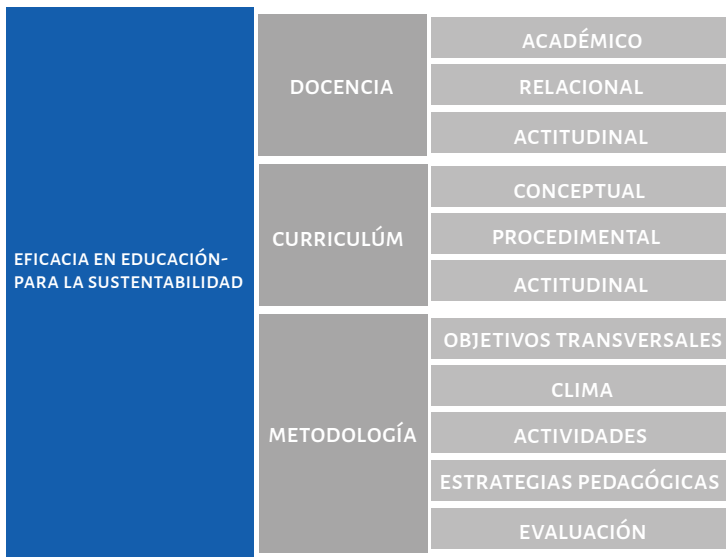 EFICACIA EN EDUCACIÓN-
PARA LA SUSTENTABILIDAD
DOCENCIA
ACADÉMICO
RELACIONAL
ACTITUDINAL
CURRICULÚM
CONCEPTUAL
PROCEDIMENTAL
ACTITUDINAL
METODOLOGÍA
OBJETIVOS TRANSVERSALES
CLIMA
ACTIVIDADES
ESTRATEGIAS PEDAGÓGICAS
EVALUACIÓN